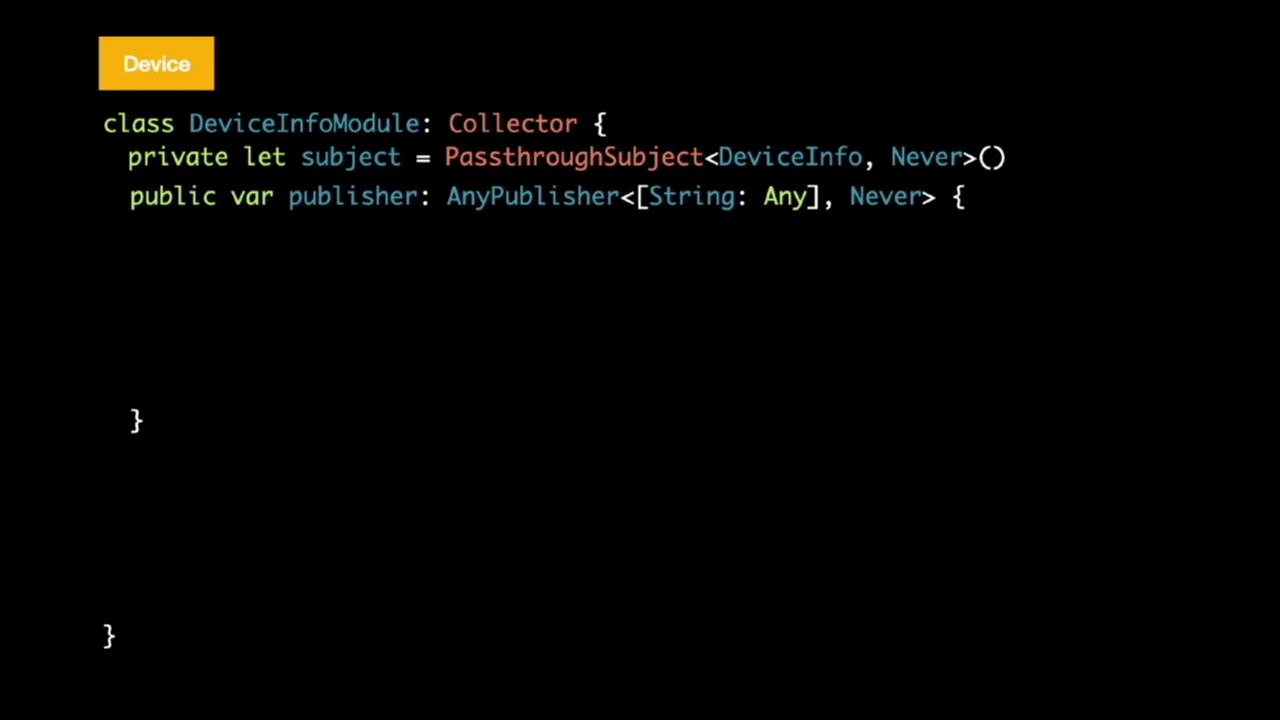 Device
class DeviceInfoModule: Collector {
private let subject = PassthroughSubject<DeviceInfo, Never>()
public var publisher: AnyPublisher<[String: Any], Never> {
}
}